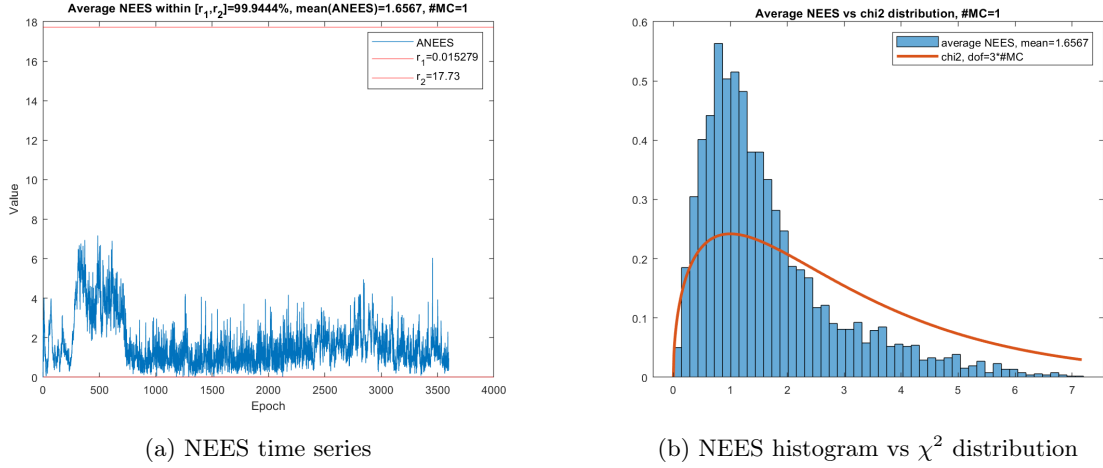 Average NEES within [r₁,r₂]=99.9444%, mean(ANEES)=1.6567, #MC=1
18
16
14
12
10
8
6
4
2
0
Value
0 500 1000 1500 2000 2500 3000 3500 4000
Epoch
ANEES
r₁=0.015279
r₂=17.73
(a) NEES time series
Average NEES vs chi2 distribution, #MC=1
0.6
0.5
0.4
0.3
0.2
0.1
0
0 1 2 3 4 5 6 7
average NEES, mean=1.6567
chi2, dof=3*#MC
(b) NEES histogram vs χ² distribution